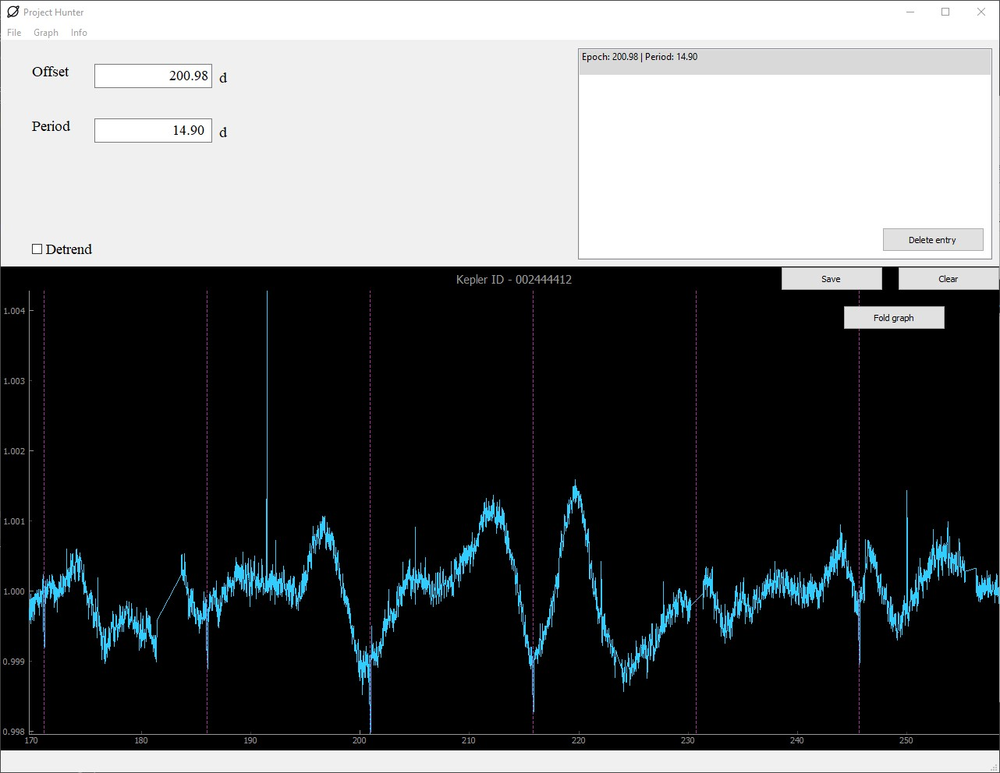 Project Hunter
File Graph Info
Offset 200.98 d
Period 14.90 d
Detrend
Epoch: 200.98 | Period: 14.90
Delete entry
Kepler ID - 002444412
Save Clear
Fold graph
1.004
1.003
1.002
1.001
1.000
0.999
0.998
170 180 190 200 210 220 230 240 250